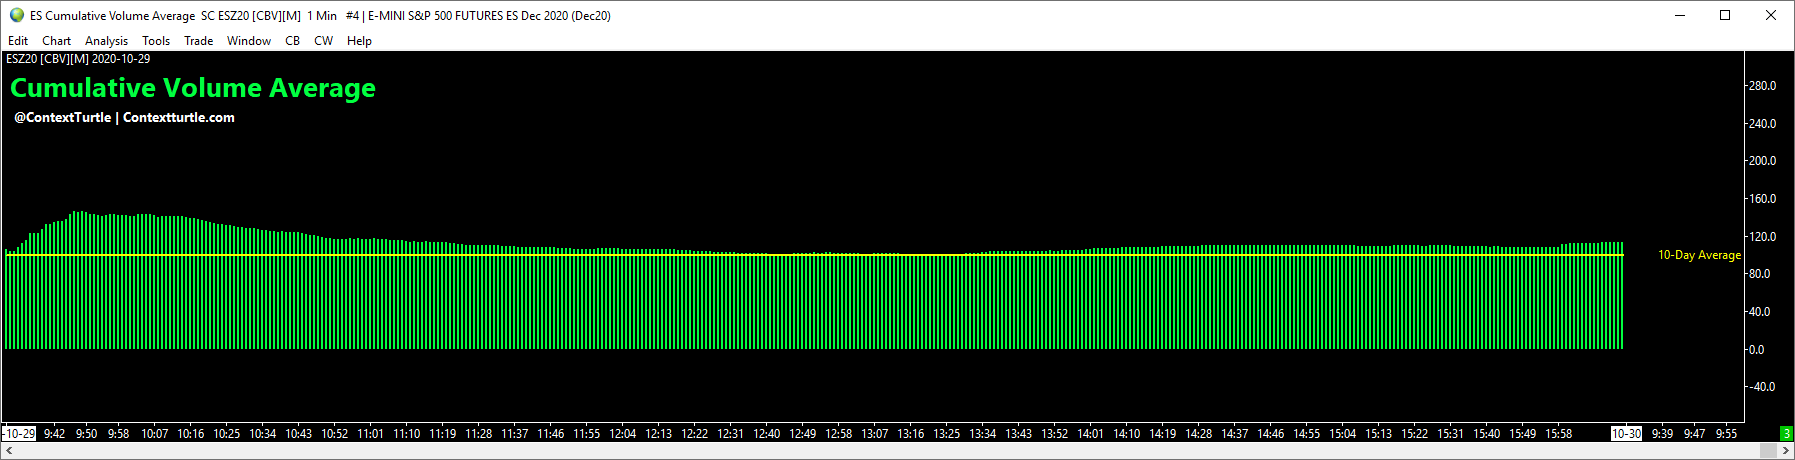 ES Cumulative Volume Average SC ESZ20 [CBV][M] 1 Min #4 | E-MINI S&P 500 FUTURES ES Dec 2020 (Dec20)
Edit Chart Analysis Tools Trade Window CB CW Help
ESZ20 [CBV][M] 2020-10-29
Cumulative Volume Average
@ContextTurtle | Contextturtle.com
280.0
240.0
200.0
160.0
120.0
10-Day Average
80.0
40.0
0.0
-40.0
-10-29 9:42 9:50 9:58 10:07 10:16 10:25 10:34 10:43 10:52 11:01 11:10 11:19 11:28 11:37 11:46 11:55 12:04 12:13 12:22 12:31 12:40 12:49 12:58 13:07 13:16 13:25 13:34 13:43 13:52 14:01 14:10 14:19 14:28 14:37 14:46 14:55 15:04 15:13 15:22 15:31 15:40 15:49 15:58 10-30 9:39 9:47 9:55 3